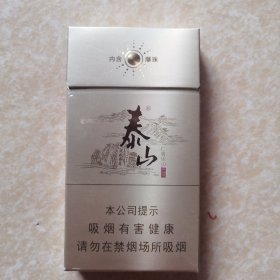 内含 爆珠
泰山
本公司提示
吸烟有害健康
请勿在禁烟场所吸烟